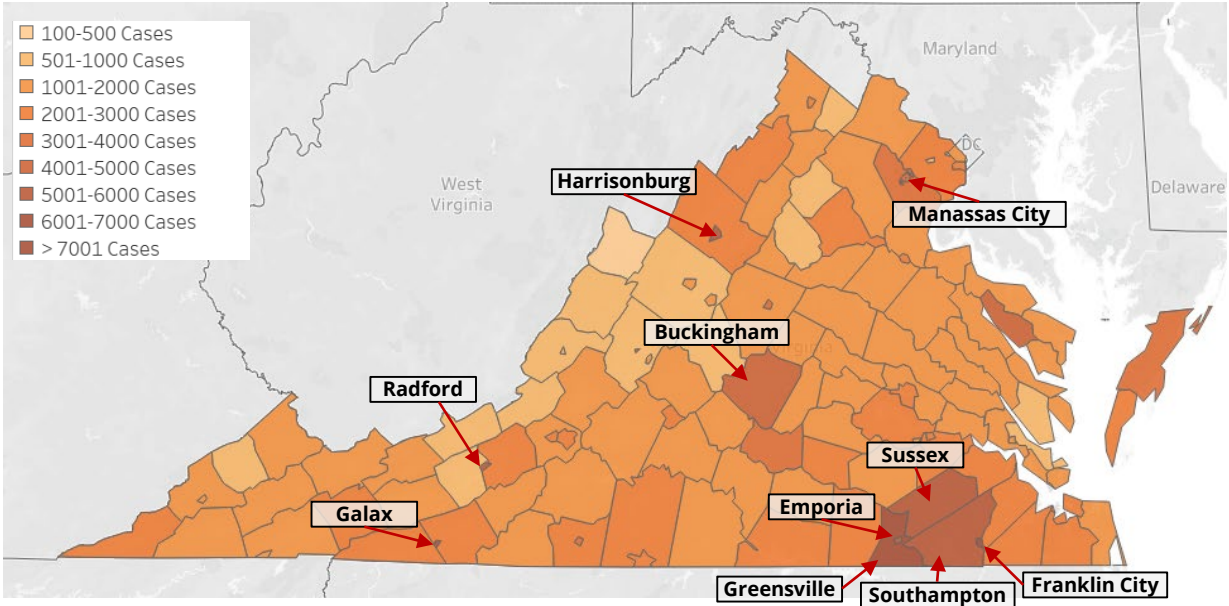 100-500 Cases
501-1000 Cases
1001-2000 Cases
2001-3000 Cases
3001-4000 Cases
4001-5000 Cases
5001-6000 Cases
6001-7000 Cases
> 7001 Cases
Maryland
DC
West
Virginia
Delaware
Harrisonburg
Manassas City
Buckingham
Virginia
Radford
Sussex
Galax
Emporia
Greensville
Southampton
Franklin City